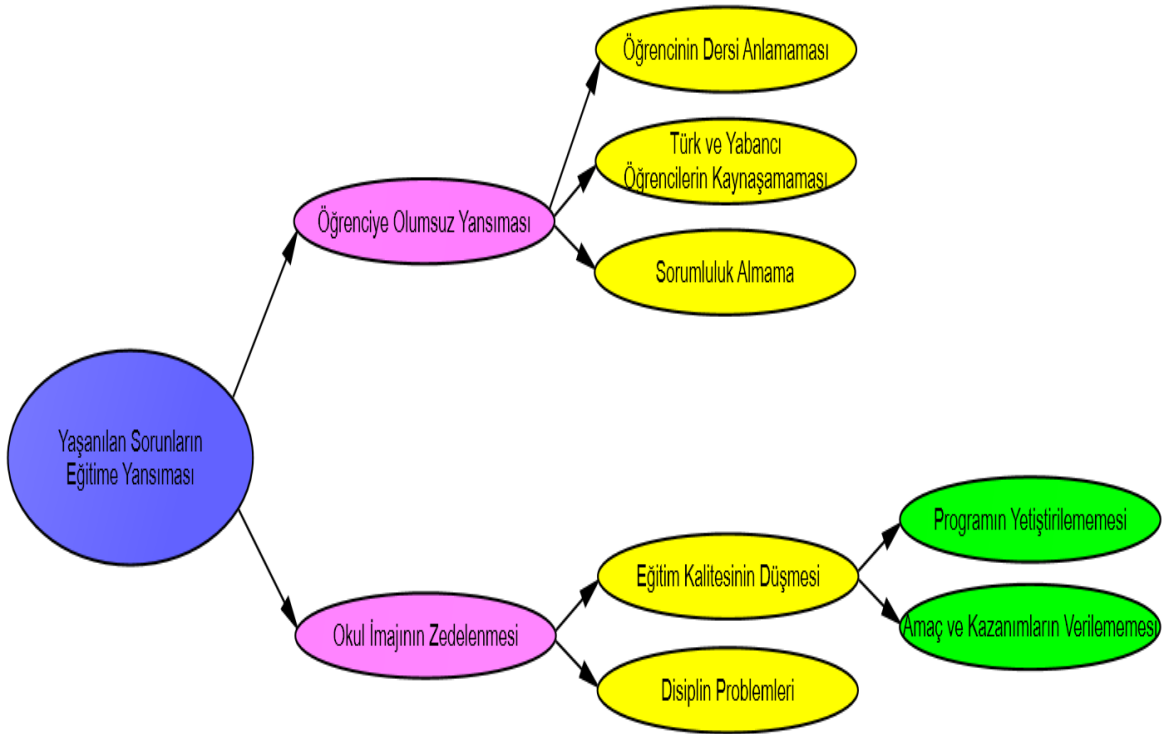 Öğrencinin Dersi Anlamaması
Türk ve Yabancı
Öğrencilerin Kaynaşamaması
Öğrenciye Olumsuz Yansıması
Sorumluluk Almama
Yaşanılan Sorunların
Eğitime Yansıması
Programın Yetiştirilememesi
Eğitim Kalitesinin Düşmesi
Okul İmajının Zedelenmesi
Amaç ve Kazanımların Verilememesi
Disiplin Problemleri